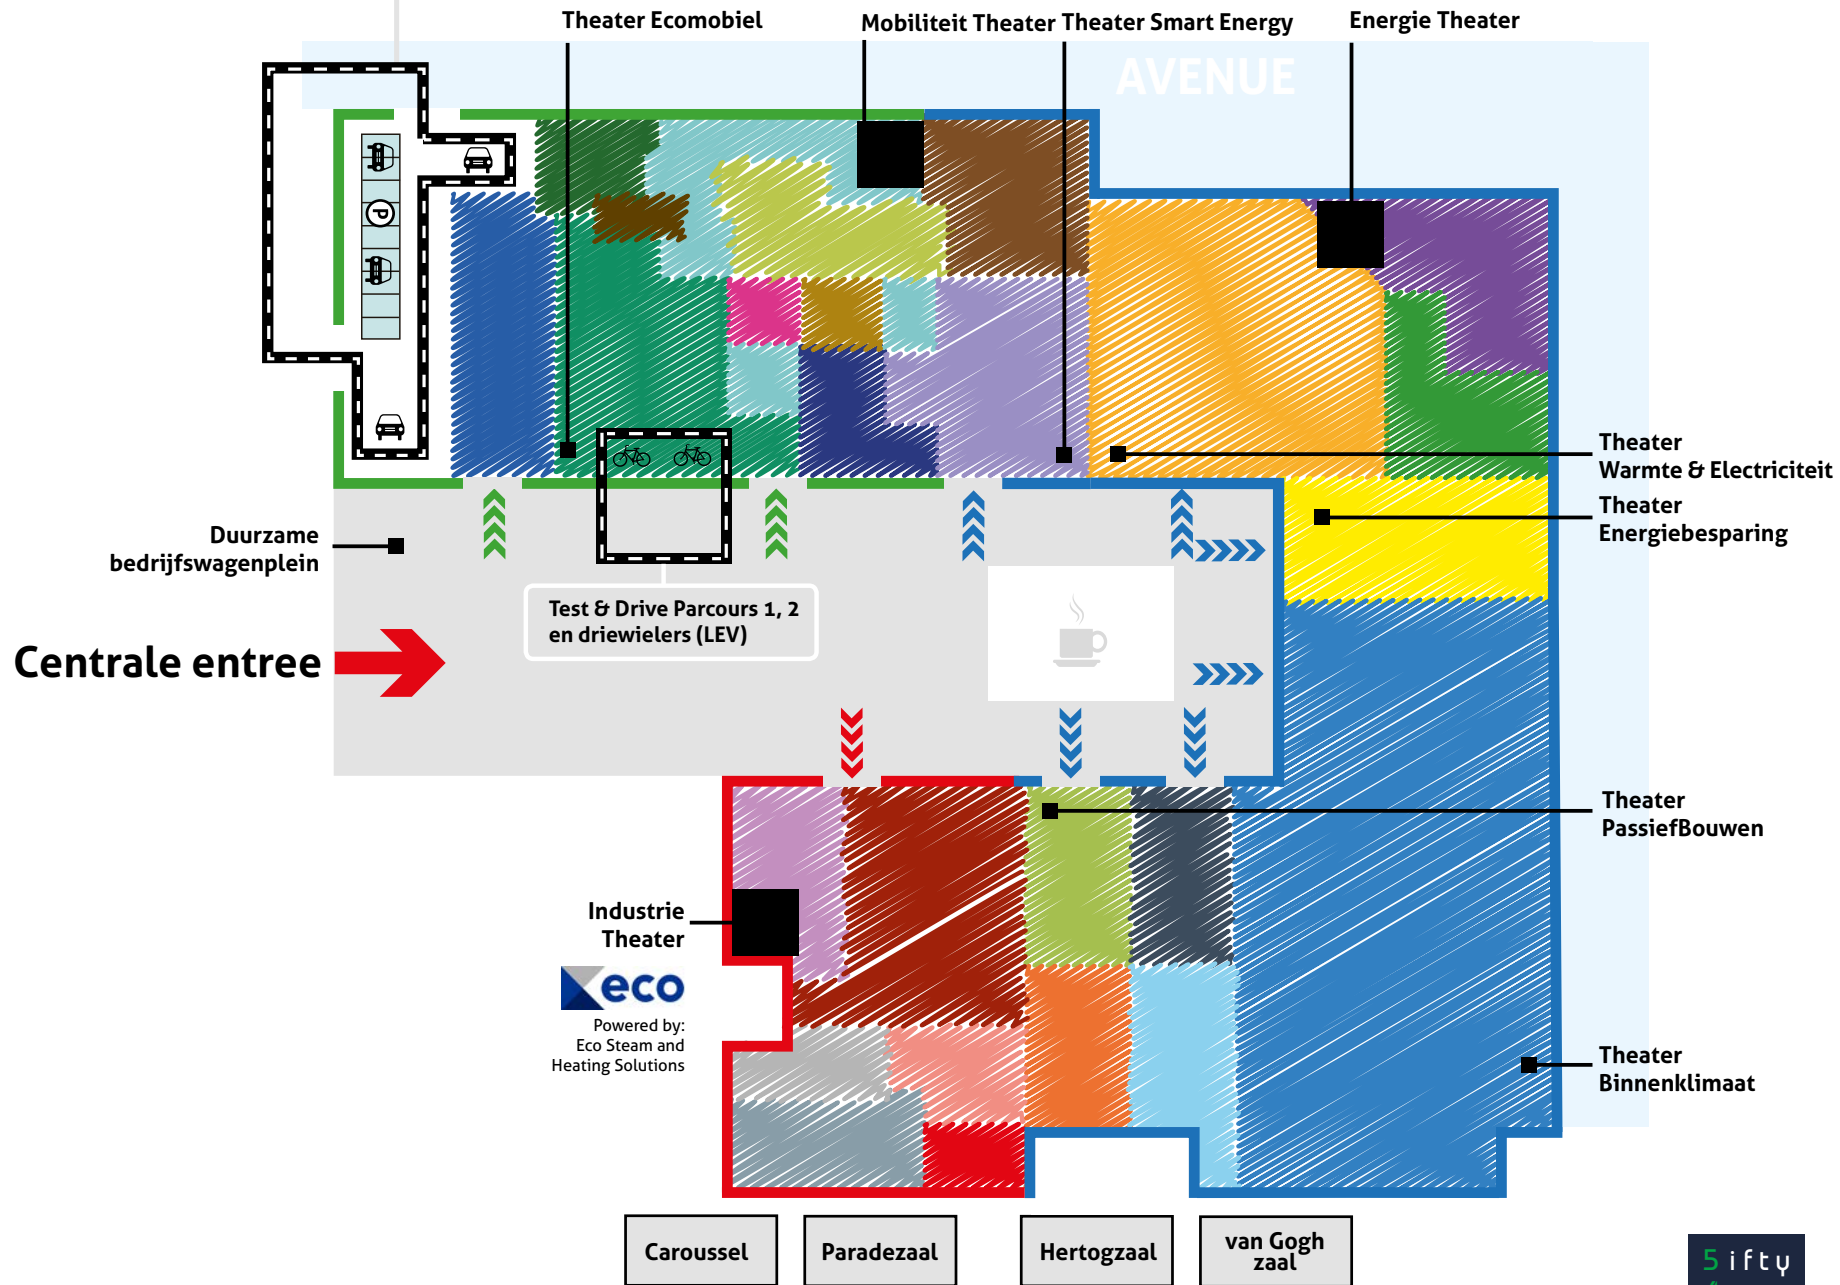 Theater Ecomobiel
Mobiliteit Theater
Theater Smart Energy
Energie Theater
AVENUE
P
Theater
Warmte & Electriciteit
Theater
Energiebesparing
Duurzame
bedrijfswagenplein
Test & Drive Parcours 1, 2
en driewielers (LEV)
Centrale entree
Theater
PassiefBouwen
Industrie
Theater
eco
Powered by:
Eco Steam and
Heating Solutions
Theater
Binnenklimaat
Caroussel
Paradezaal
Hertogzaal
van Gogh
zaal
5ifty